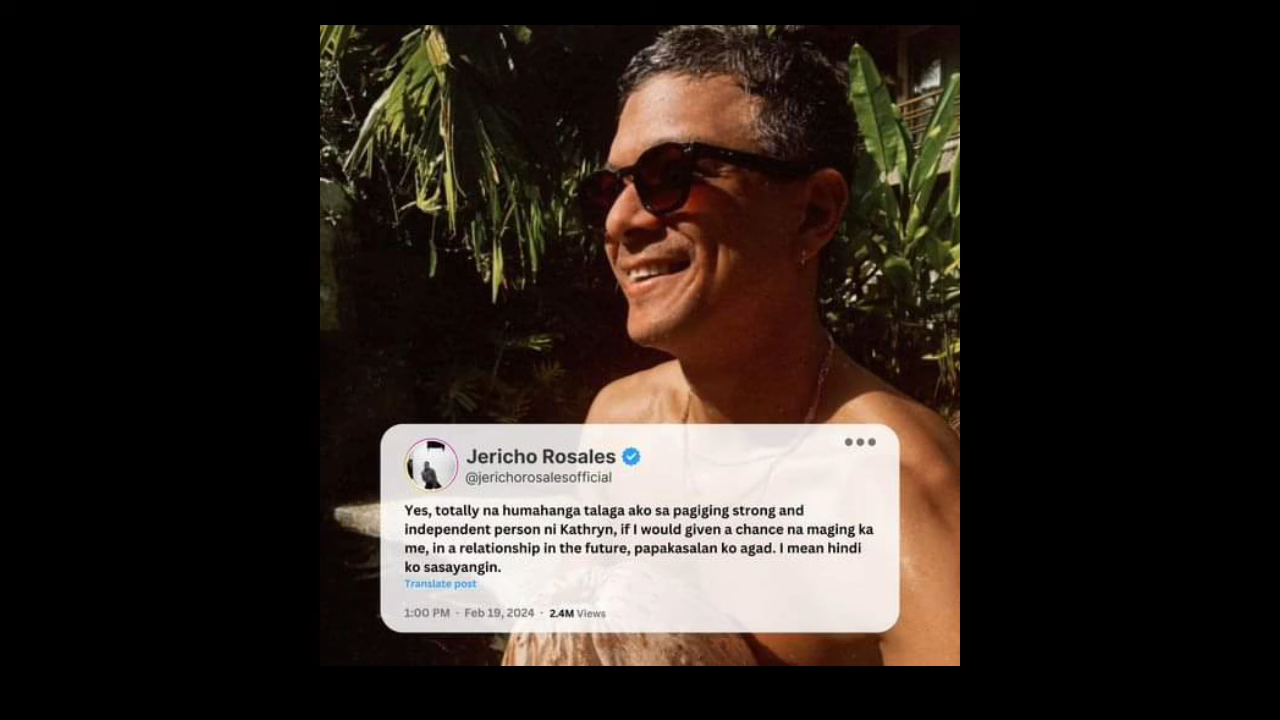 Jericho Rosales
@jerichorosalesofficial
Yes, totally na humahanga talaga ako sa pagiging strong and
independent person ni Kathryn, if I would given a chance na maging ka
me, in a relationship in the future, papakasalan ko agad. I mean hindi
ko sasayangin.
Translate post
1:00 PM · Feb 19, 2024 · 2.4M Views